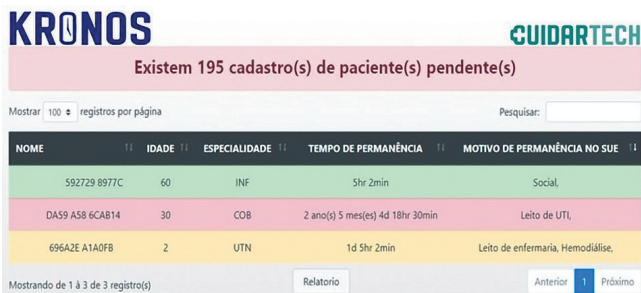 KRONOS
CUIDARTECH
Existem 195 cadastro(s) de paciente(s) pendente(s)
Mostrar 100 registros por página Pesquisar:
NOME IDADE ESPECIALIDADE TEMPO DE PERMANÊNCIA MOTIVO DE PERMANÊNCIA NO SUE
592729 8977C 60 INF 5hr 2min Social,
DA59 A58 6CAB14 30 COB 2 ano(s) 5 mes(es) 4d 18hr 30min Leito de UTI,
696A2E A1A0FB 2 UTN 1d 5hr 2min Leito de enfermaria, Hemodiálise,
Mostrando de 1 à 3 de 3 registro(s) Relatorio Anterior 1 Próximo